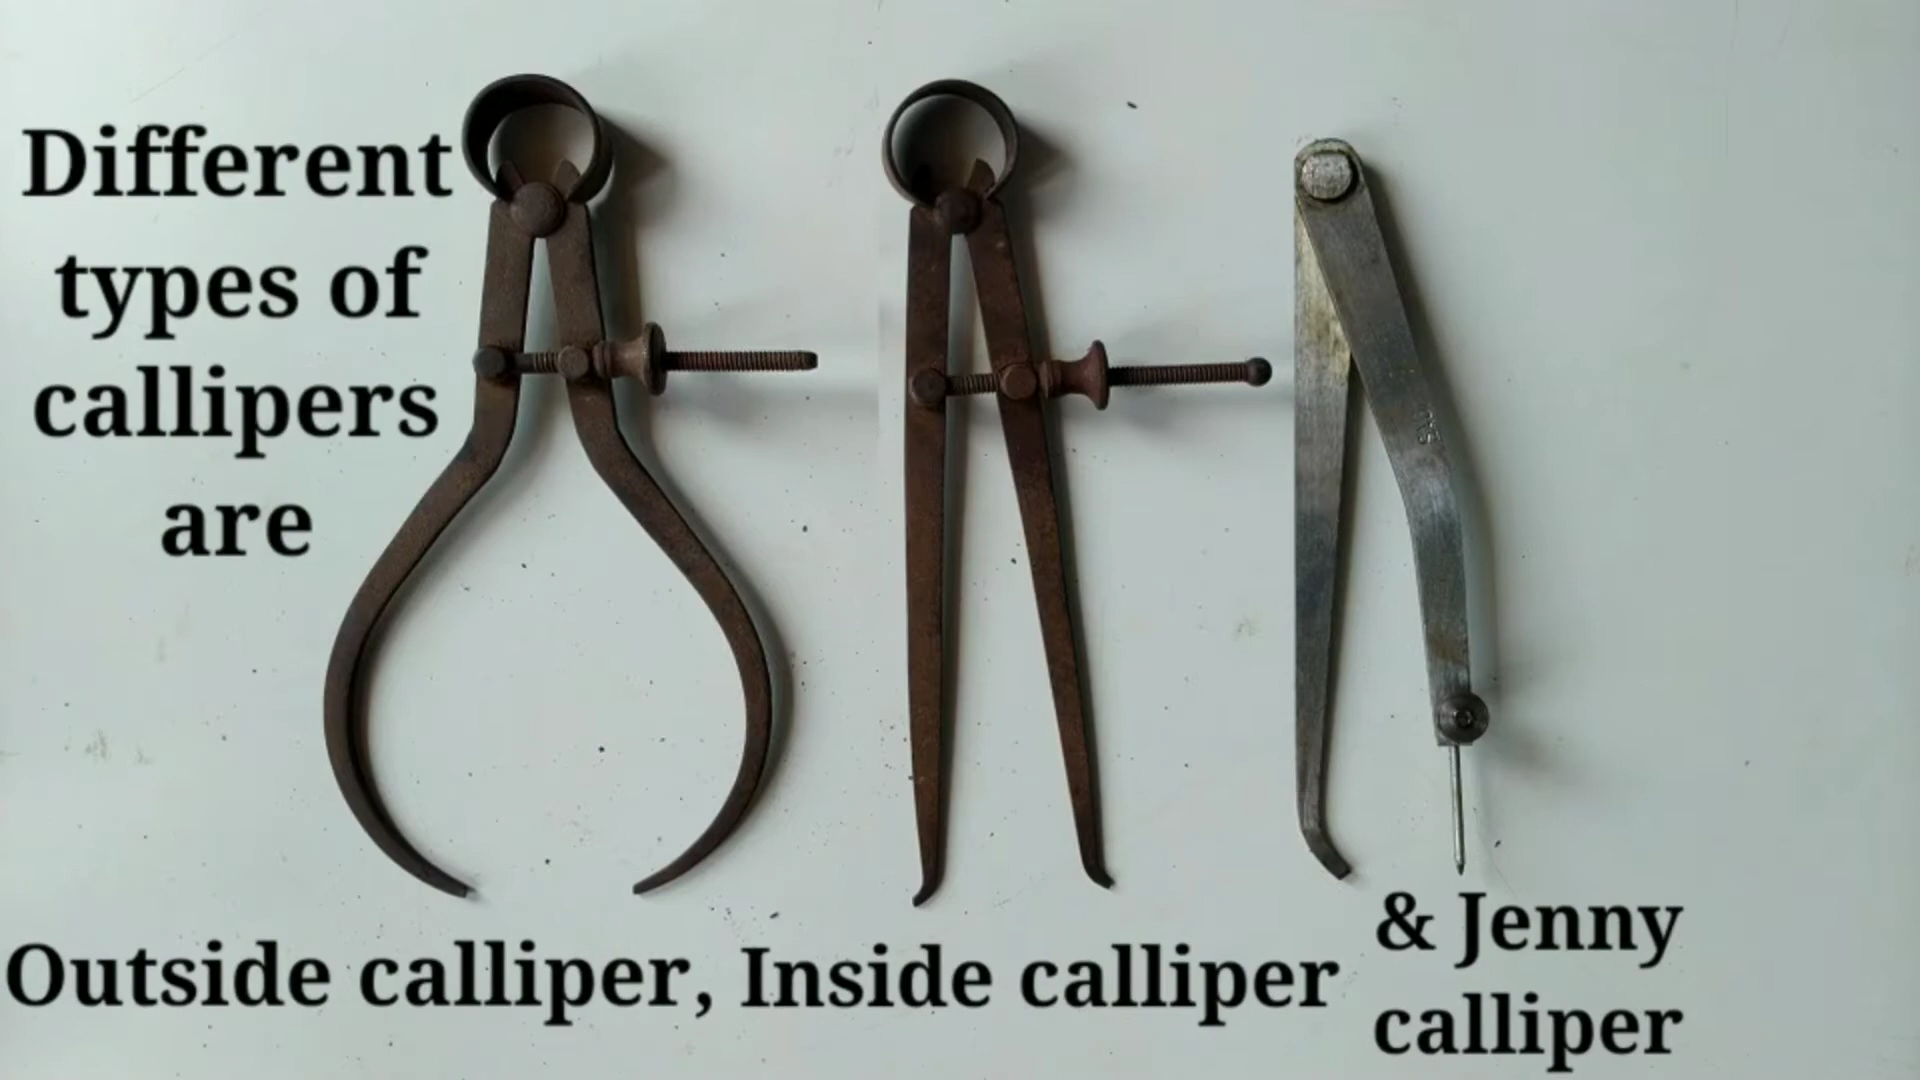 Different
types of
callipers
are
Outside calliper, Inside calliper
& Jenny
calliper